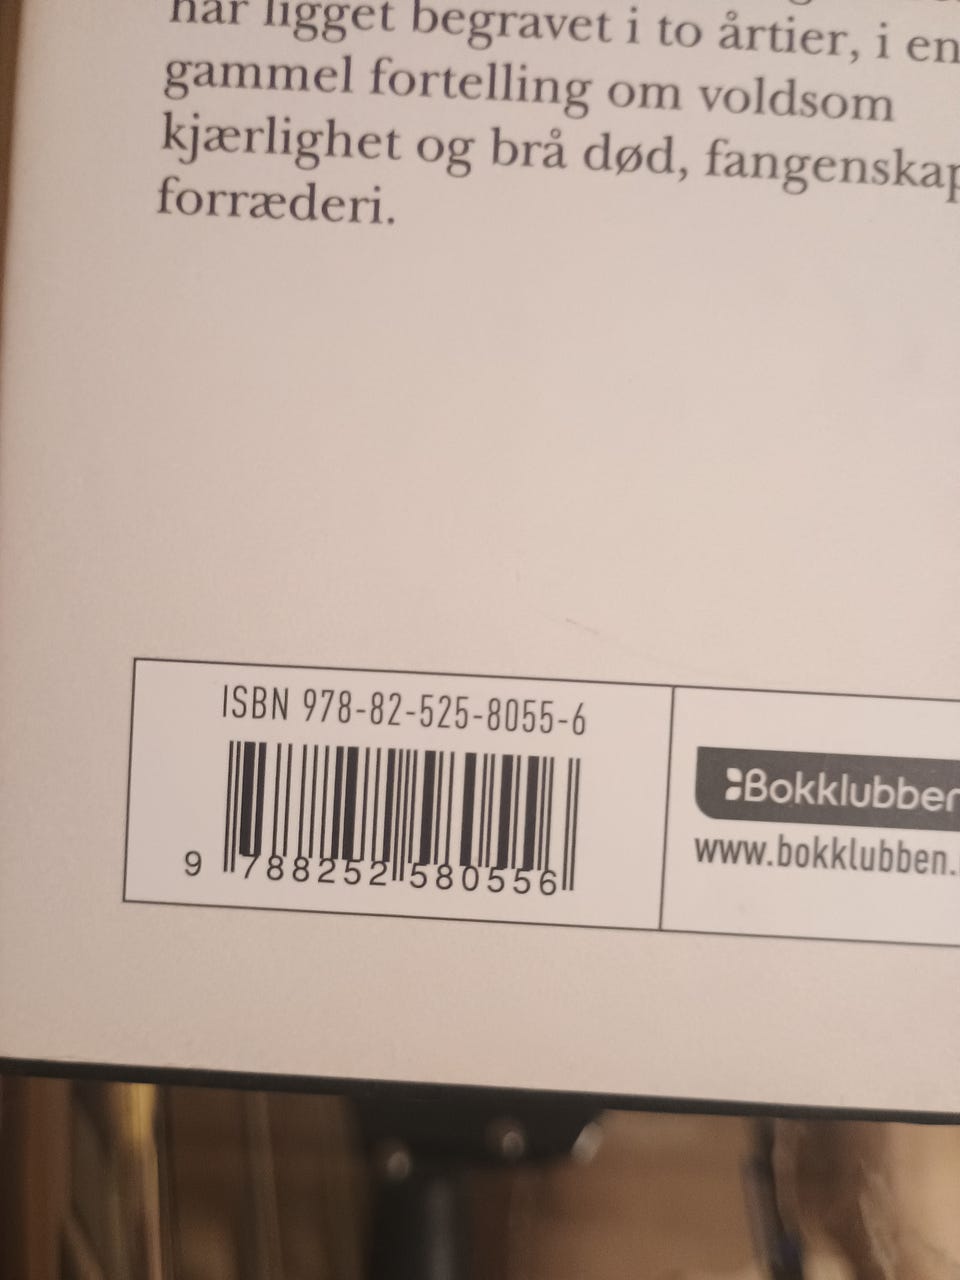 har ligget begravet i to årtier, i en
gammel fortelling om voldsom
kjærlighet og brå død, fangenskap
forræderi.
ISBN 978-82-525-8055-6
9 788252 580556
Bokklubben
www.bokklubben.